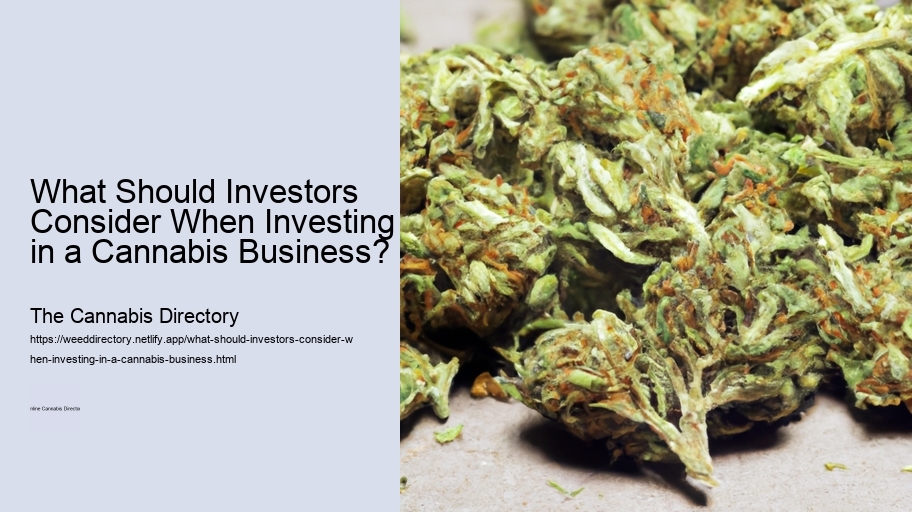 What Should Investors
Consider When Investing
in a Cannabis Business?
The Cannabis Directory
https://weeddirectory.netlify.app/what-should-investors-consider-w
hen-investing-in-a-cannabis-business.html
nline Cannabis Directo